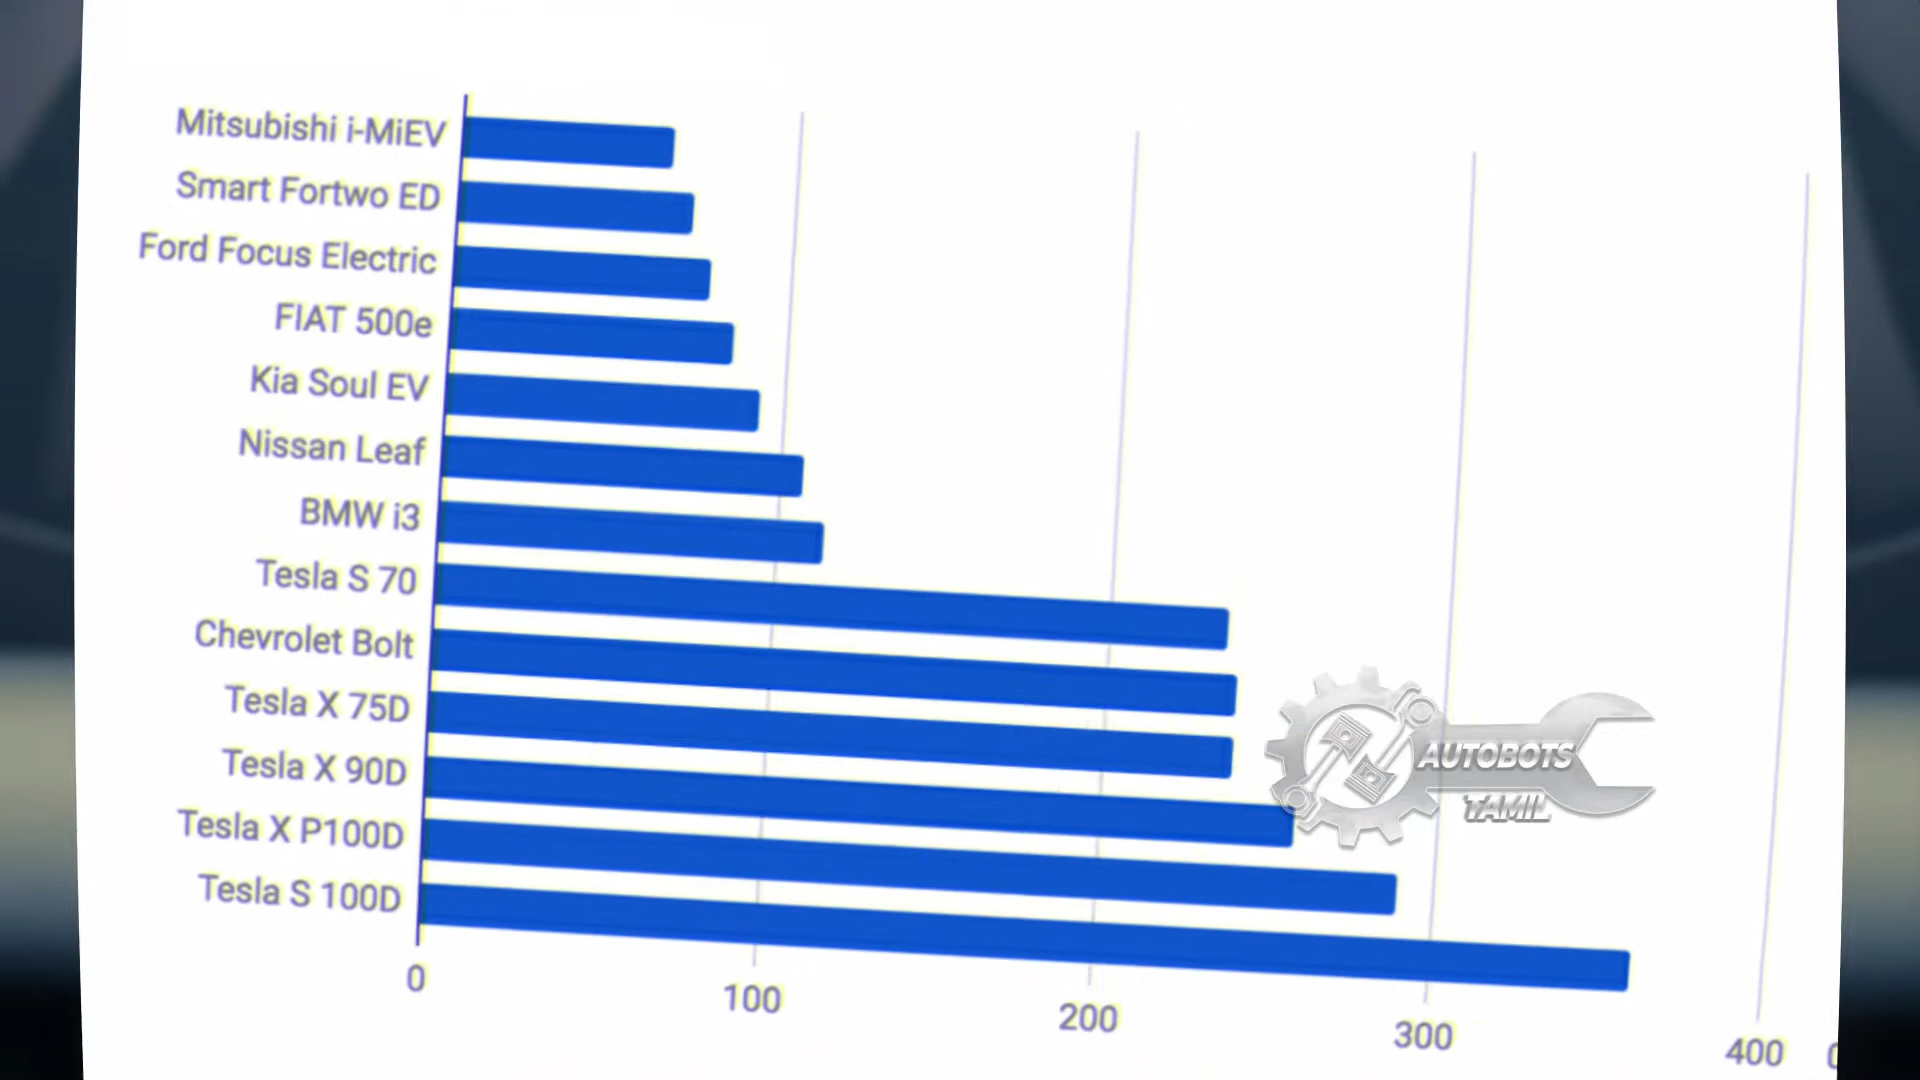 Mitsubishi i-MiEV
Smart Fortwo ED
Ford Focus Electric
FIAT 500e
Kia Soul EV
Nissan Leaf
BMW i3
Tesla S 70
Chevrolet Bolt
Tesla X 75D
Tesla X 90D
Tesla X P100D
Tesla S 100D
0
100
200
300
400
AUTOBOTS
TAMIL